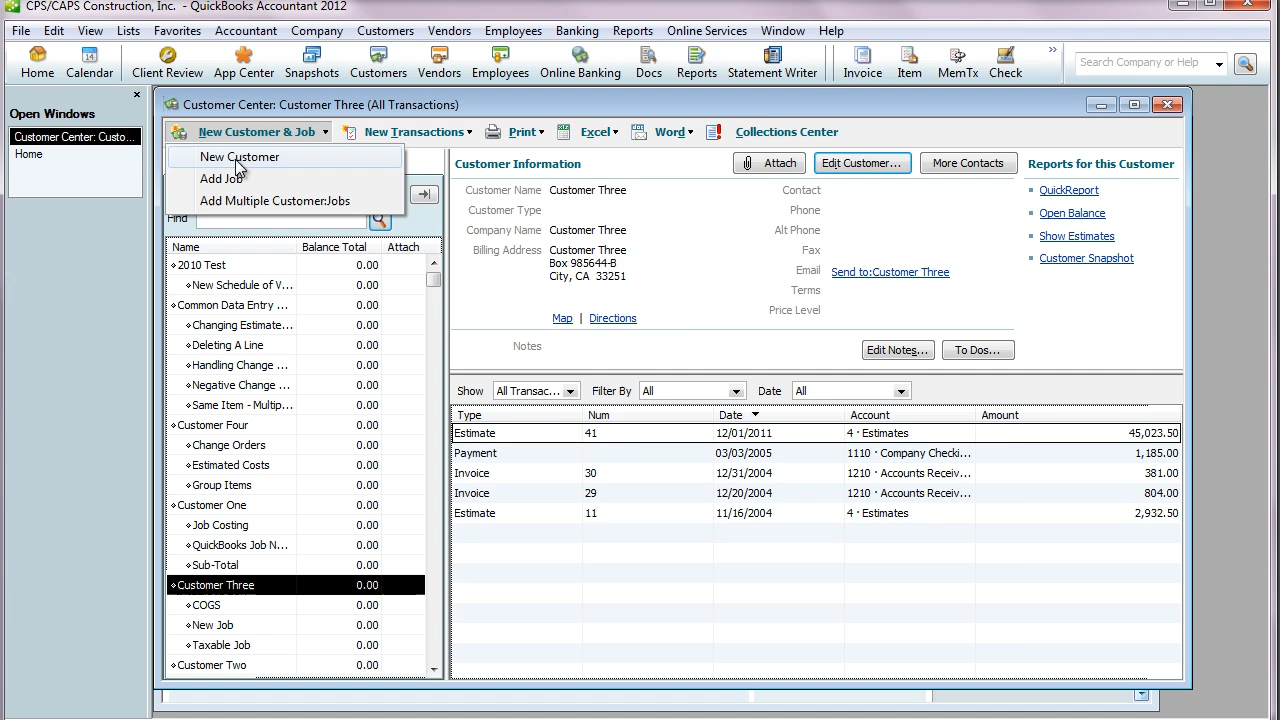 CPS/CAPS Construction, Inc. - QuickBooks Accountant 2012
File Edit View Lists Favorites Accountant Company Customers Vendors Employees Banking Reports Online Services Window Help
Home Calendar Client Review App Center Snapshots Customers Vendors Employees Online Banking Docs Reports Statement Writer Invoice Item MemTx Check Search Company or Help
Open Windows
Customer Center: Custo...
Home
Customer Center: Customer Three (All Transactions)
New Customer & Job New Transactions Print Excel Word Collections Center
New Customer
Add Job
Add Multiple Customer:Jobs
Find
Name Balance Total Attach
2010 Test 0.00
New Schedule of V... 0.00
Common Data Entry ... 0.00
Changing Estimate... 0.00
Deleting A Line 0.00
Handling Change ... 0.00
Negative Change ... 0.00
Same Item - Multip... 0.00
Customer Four 0.00
Change Orders 0.00
Estimated Costs 0.00
Group Items 0.00
Customer One 0.00
Job Costing 0.00
QuickBooks Job N... 0.00
Sub-Total 0.00
Customer Three 0.00
COGS 0.00
New Job 0.00
Taxable Job 0.00
Customer Two 0.00
Customer Information Attach Edit Customer... More Contacts
Customer Name Customer Three
Customer Type
Company Name Customer Three
Billing Address Customer Three
Box 985644-B
City, CA 33251
Map | Directions
Contact
Phone
Alt Phone
Fax
Email Send to:Customer Three
Terms
Price Level
Notes Edit Notes... To Dos...
Reports for this Customer
QuickReport
Open Balance
Show Estimates
Customer Snapshot
Show All Transac... Filter By All Date All
Type Num Date Account Amount
Estimate 41 12/01/2011 4 · Estimates 45,023.50
Payment 03/03/2005 1110 · Company Checki... 1,185.00
Invoice 30 12/31/2004 1210 · Accounts Receiv... 381.00
Invoice 29 12/20/2004 1210 · Accounts Receiv... 804.00
Estimate 11 11/16/2004 4 · Estimates 2,932.50